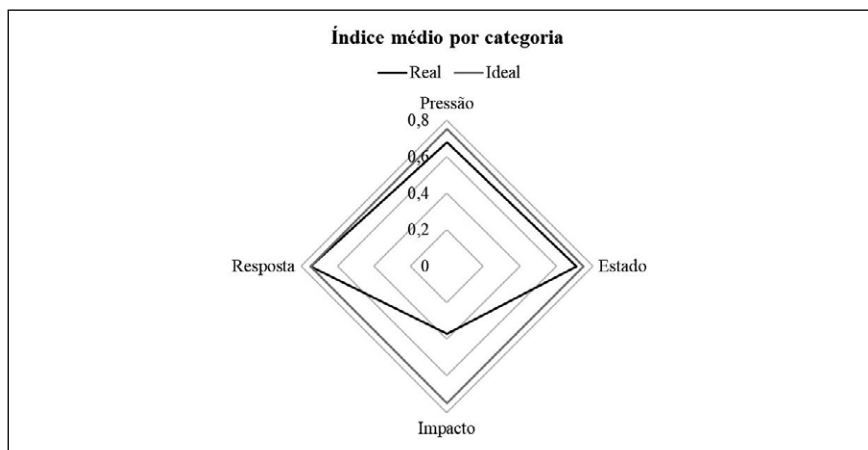 Índice médio por categoria
Real Ideal
Pressão
0,8
0,6
0,4
0,2
Resposta 0 Estado
Impacto